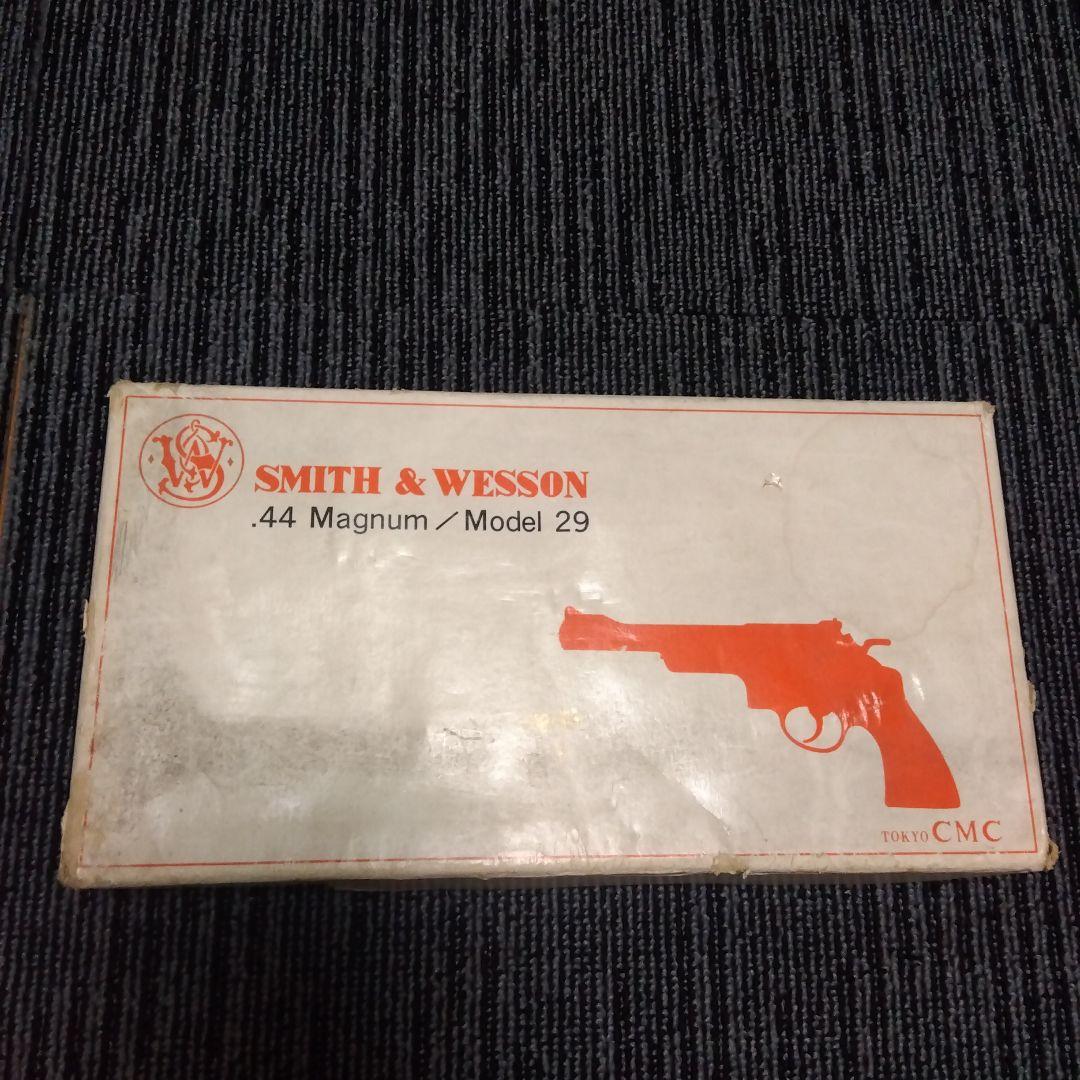 SMITH & WESSON
.44 Magnum / Model 29
TOKYO CMC